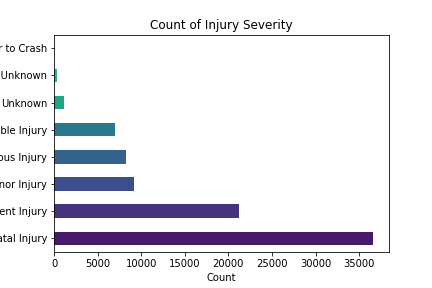 Count of Injury Severity
r to Crash
Unknown
Unknown
ble Injury
ous Injury
nor Injury
ent Injury
atal Injury
0 5000 10000 15000 20000 25000 30000 35000
Count